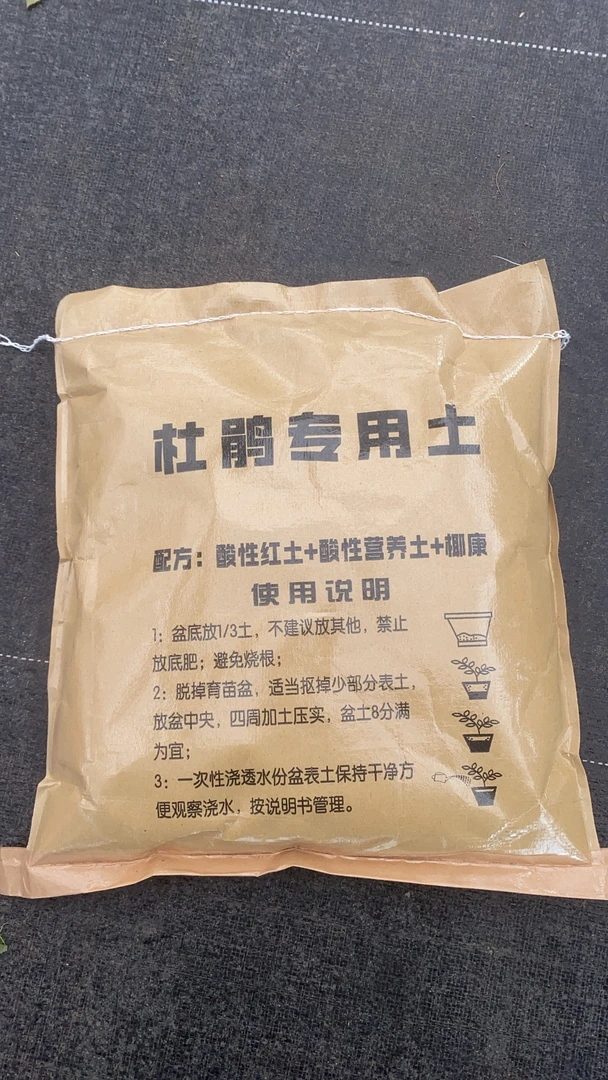 杜鹃专用土
配方：酸性红土+酸性营养土+椰康
使用说明
1：盆底放1/3土，不建议放其他，禁止
放底肥；避免烧根；
2：脱掉育苗盆，适当抠掉少部分表土，
放盆中央，四周加土压实，盆土8分满
为宜；
3：一次性浇透水份盆表土保持干净方
便观察浇水，按说明书管理。